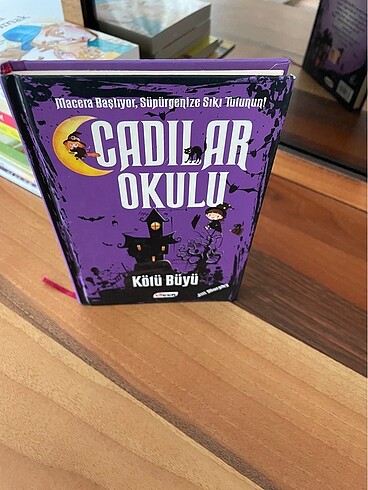 Macera Başlıyor, Süpürgenize Sıkı Tutunun!
CADILAR
OKULU
Kötü Büyü